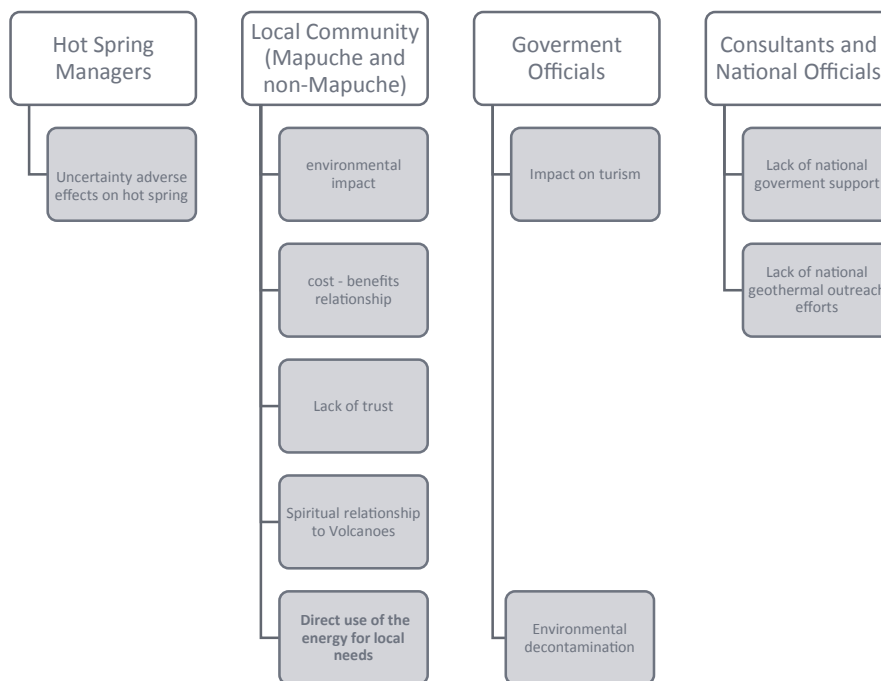 Hot Spring
Managers
Uncertainty adverse
effects on hot spring
Local Community
(Mapuche and
non-Mapuche)
environmental
impact
cost - benefits
relationship
Lack of trust
Spiritual relationship
to Volcanoes
Direct use of the
energy for local
needs
Goverment
Officials
Impact on turism
Environmental
decontamination
Consultants and
National Officials
Lack of national
goverment support
Lack of national
geothermal outreach
efforts